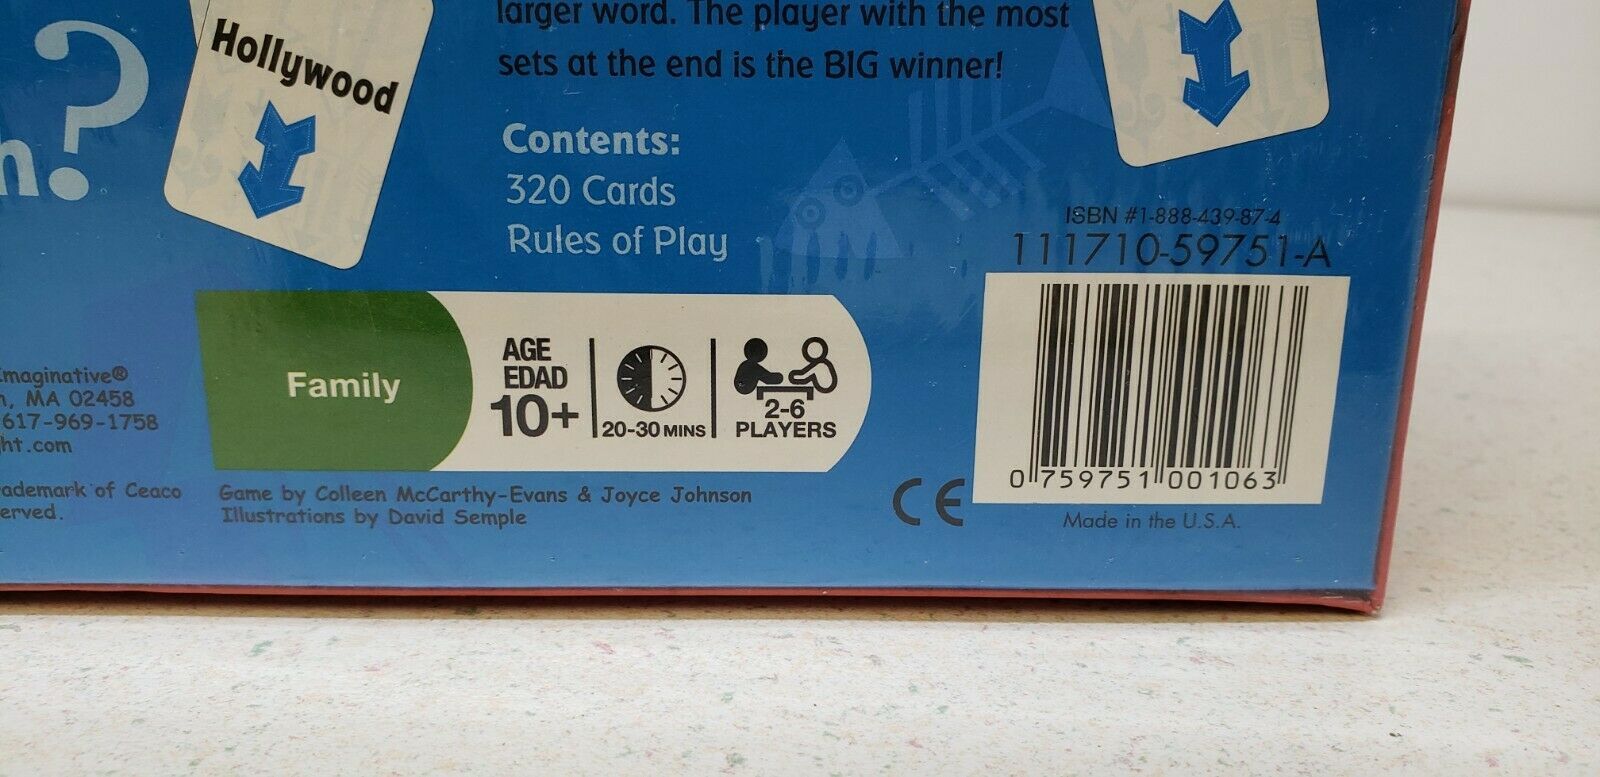 Hollywood
larger word. The player with the most
sets at the end is the BIG winner!
?
Contents:
320 Cards
Rules of Play
ISBN #1-888-439-87-4
111710-59751-A
Family
AGE
EDAD
10+
20-30 MINS
2-6
PLAYERS
0 759751 001063
Imaginative®
MA 02458
617-969-1758
ht.com
ademark of Ceaco
erved.
Game by Colleen McCarthy-Evans & Joyce Johnson
Illustrations by David Semple
CE
Made in the U.S.A.